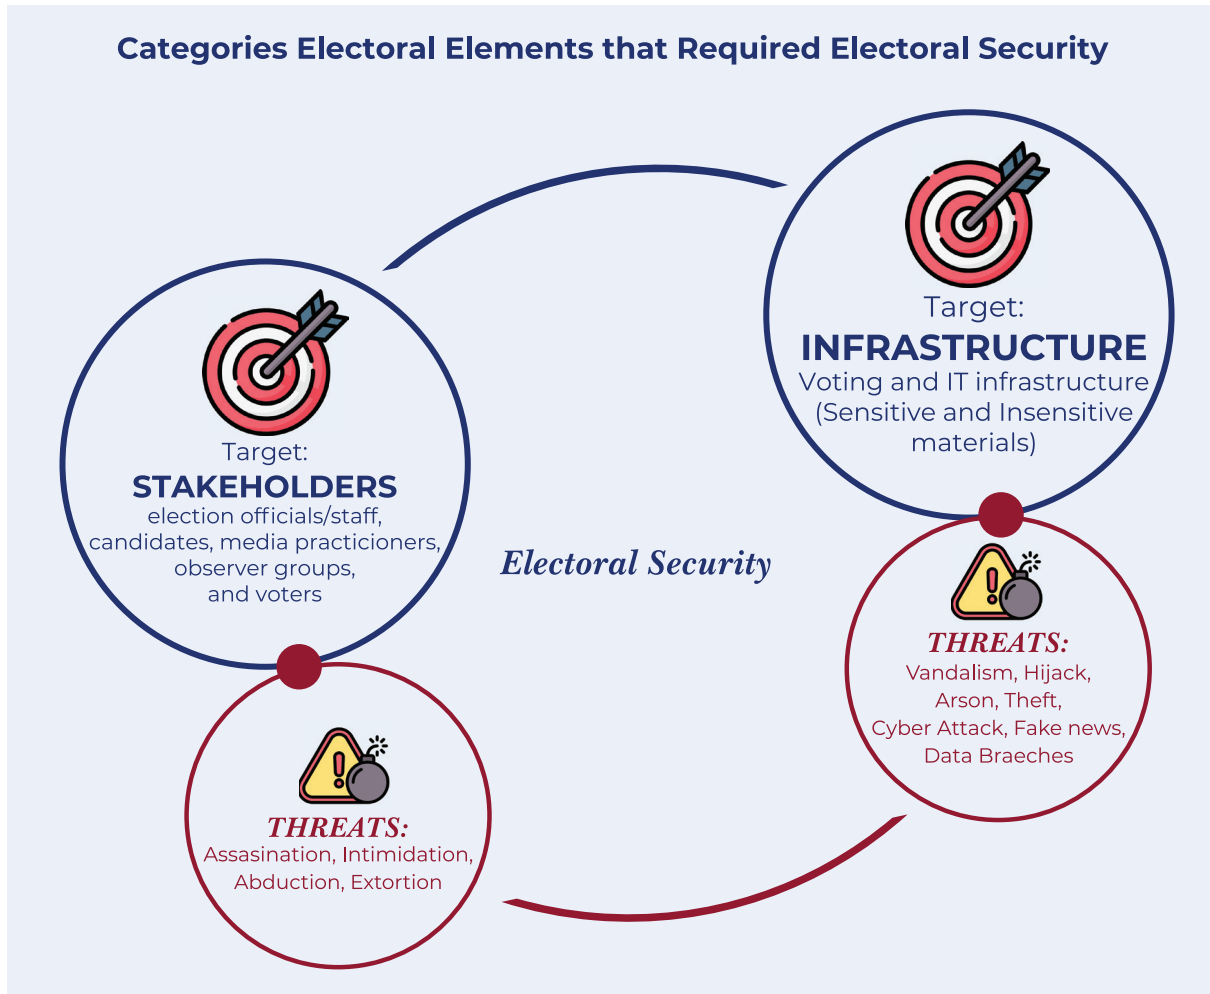 Categories Electoral Elements that Required Electoral Security
Target:
STAKEHOLDERS
election officials/staff,
candidates, media practicioners,
observer groups,
and voters
THREATS:
Assasination, Intimidation,
Abduction, Extortion
Electoral Security
Target:
INFRASTRUCTURE
Voting and IT infrastructure
(Sensitive and Insensitive
materials)
THREATS:
Vandalism, Hijack,
Arson, Theft,
Cyber Attack, Fake news,
Data Braeches